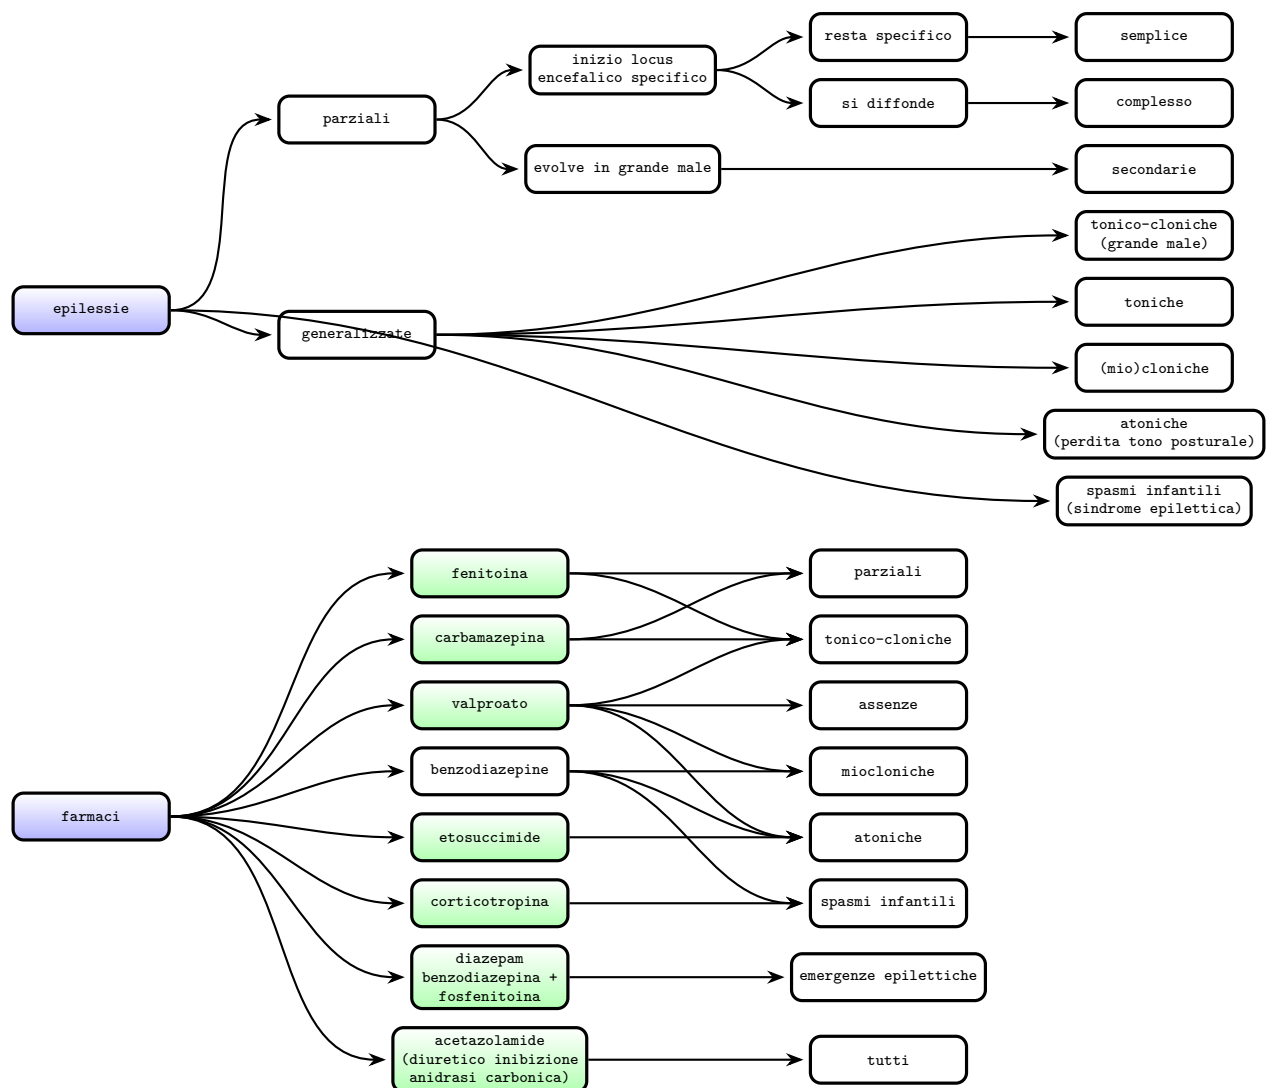 resta specifico
semplice
inizio locus
encefalico specifico
si diffonde
complesso
parziali
evolve in grande male
secondarie
tonico-cloniche
(grande male)
epilessie
toniche
generalizzate
(mio)cloniche
atoniche
(perdita tono posturale)
spasmi infantili
(sindrome epilettica)
fenitoina
parziali
carbamazepina
tonico-cloniche
valproato
assenze
benzodiazepine
miocloniche
farmaci
etosuccimide
atoniche
corticotropina
spasmi infantili
diazepam
benzodiazepina +
fosfenitoina
emergenze epilettiche
acetazolamide
(diuretico inibizione
anidrasi carbonica)
tutti